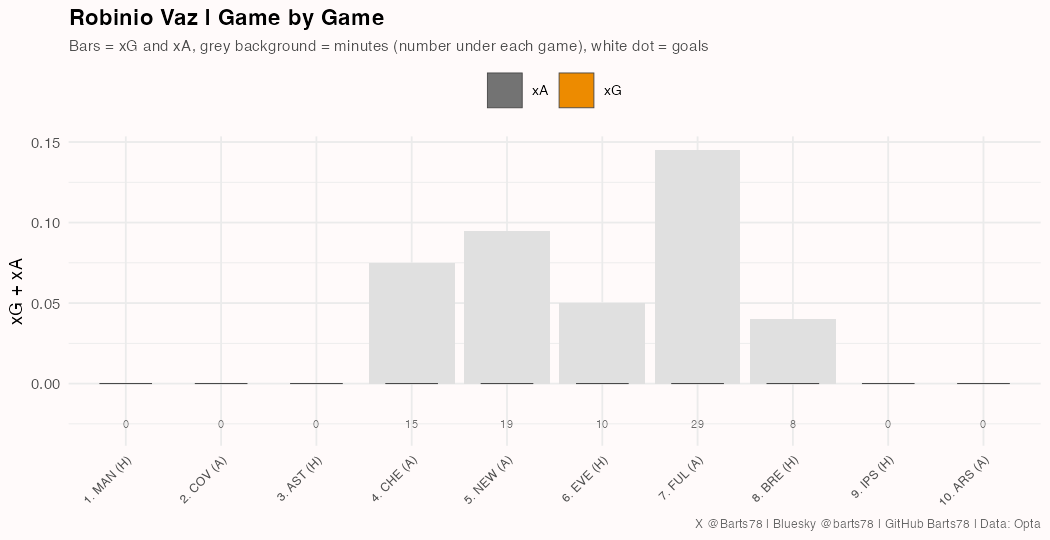 Robinio Vaz | Game by Game
Bars = xG and xA, grey background = minutes (number under each game), white dot = goals
xA xG
xG + xA
0.15
0.10
0.05
0.00
0 0 0 15 19 10 29 8 0 0
1. MAN (H) 2. COV (A) 3. AST (H) 4. CHE (A) 5. NEW (A) 6. EVE (H) 7. FUL (A) 8. BRE (H) 9. IPS (H) 10. ARS (A)
X @Barts78 | Bluesky @barts78 | GitHub Barts78 | Data: Opta